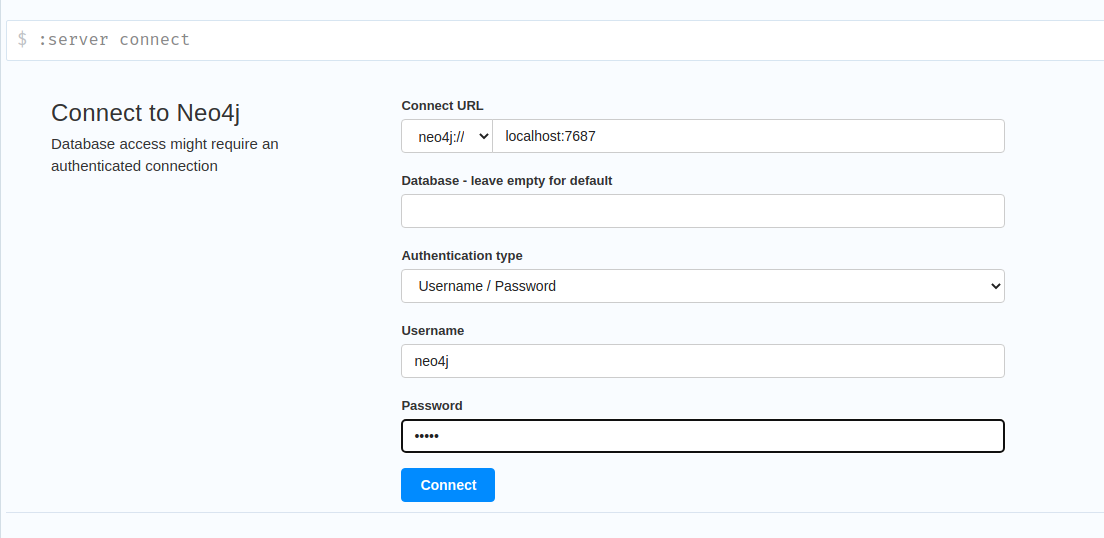 $ :server connect
Connect to Neo4j
Database access might require an
authenticated connection
Connect URL
neo4j:// localhost:7687
Database - leave empty for default
Authentication type
Username / Password
Username
neo4j
Password
•••••
Connect